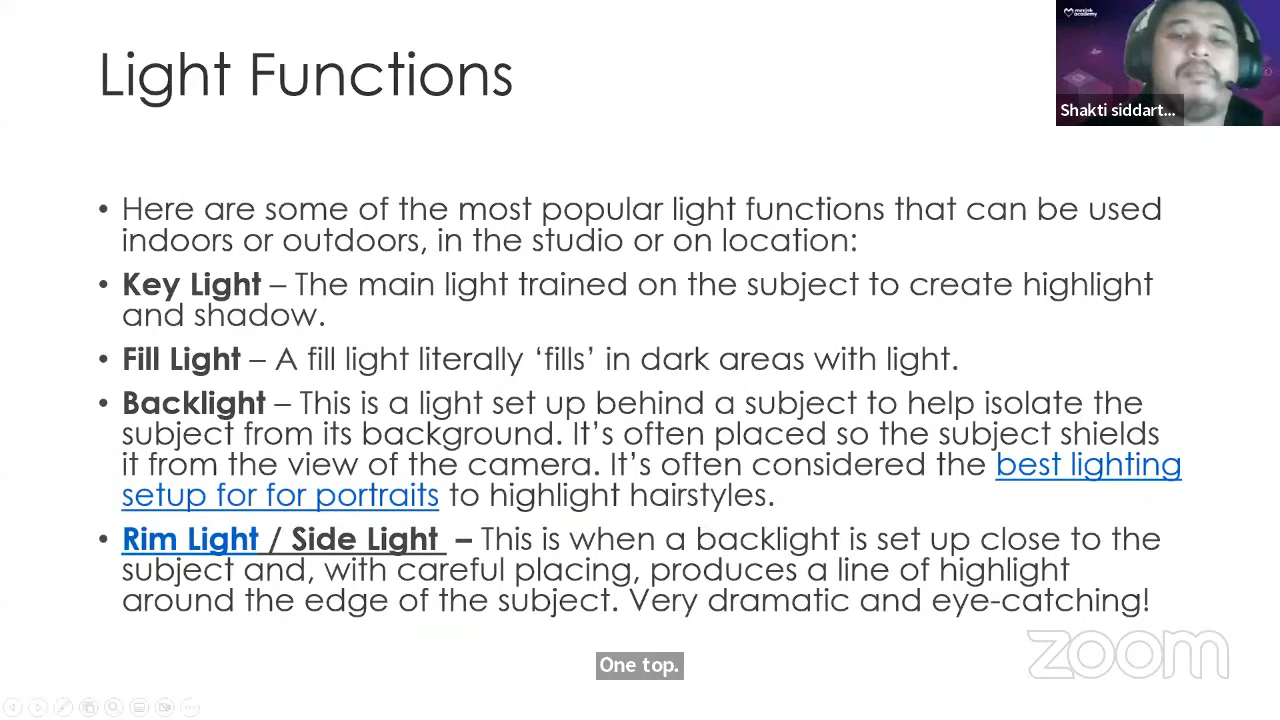 Light Functions
mezink
academy
Shakti siddart...
• Here are some of the most popular light functions that can be used
indoors or outdoors, in the studio or on location:
• Key Light – The main light trained on the subject to create highlight
and shadow.
• Fill Light – A fill light literally ‘fills’ in dark areas with light.
• Backlight – This is a light set up behind a subject to help isolate the
subject from its background. It’s often placed so the subject shields
it from the view of the camera. It’s often considered the best lighting
setup for for portraits to highlight hairstyles.
• Rim Light / Side Light – This is when a backlight is set up close to the
subject and, with careful placing, produces a line of highlight
around the edge of the subject. Very dramatic and eye-catching!
One top.
zoom